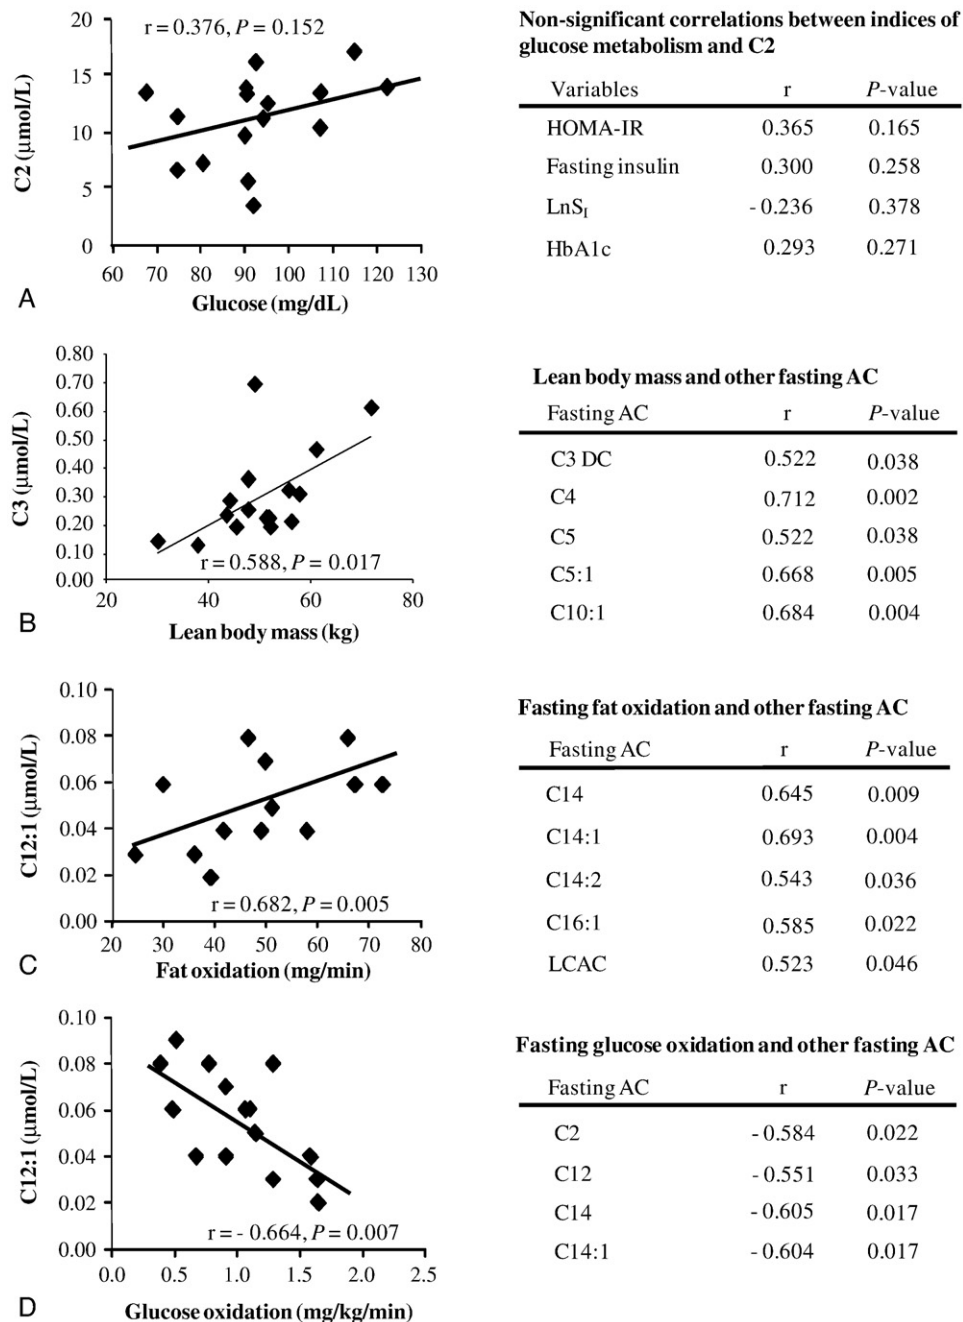 r = 0.376, P = 0.152
C2 (μmol/L)
20
15
10
5
0
60 70 80 90 100 110 120 130
Glucose (mg/dL)
A
Non-significant correlations between indices of
glucose metabolism and C2
Variables r P-value
HOMA-IR 0.365 0.165
Fasting insulin 0.300 0.258
LnSI - 0.236 0.378
HbA1c 0.293 0.271
C3 (μmol/L)
0.80
0.70
0.60
0.50
0.40
0.30
0.20
0.10
0.00
r = 0.588, P = 0.017
20 40 60 80
Lean body mass (kg)
B
Lean body mass and other fasting AC
Fasting AC r P-value
C3 DC 0.522 0.038
C4 0.712 0.002
C5 0.522 0.038
C5:1 0.668 0.005
C10:1 0.684 0.004
C12:1 (μmol/L)
0.10
0.08
0.06
0.04
0.02
0.00
r = 0.682, P = 0.005
20 30 40 50 60 70 80
Fat oxidation (mg/min)
C
Fasting fat oxidation and other fasting AC
Fasting AC r P-value
C14 0.645 0.009
C14:1 0.693 0.004
C14:2 0.543 0.036
C16:1 0.585 0.022
LCAC 0.523 0.046
C12:1 (μmol/L)
0.10
0.08
0.06
0.04
0.02
0.00
r = - 0.664, P = 0.007
0.0 0.5 1.0 1.5 2.0 2.5
Glucose oxidation (mg/kg/min)
D
Fasting glucose oxidation and other fasting AC
Fasting AC r P-value
C2 - 0.584 0.022
C12 - 0.551 0.033
C14 - 0.605 0.017
C14:1 - 0.604 0.017